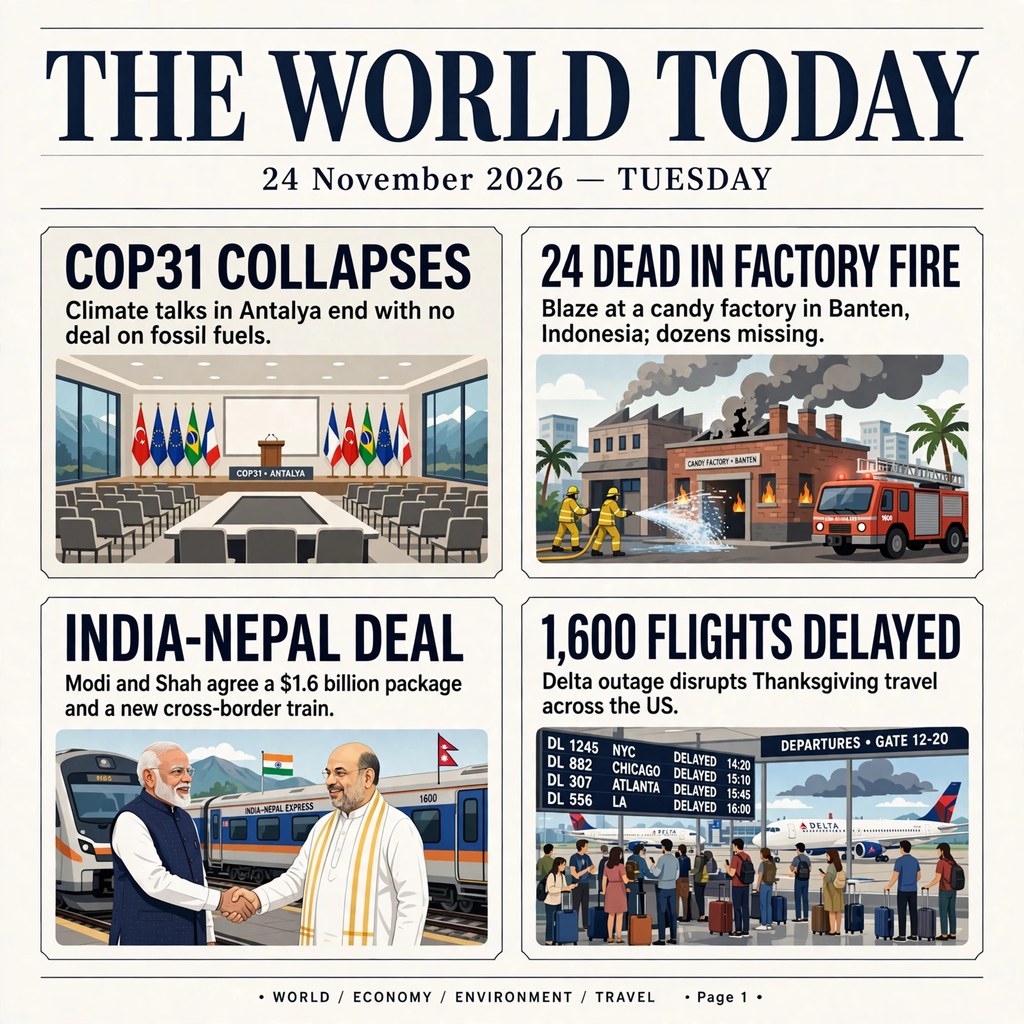 THE WORLD TODAY
24 November 2026 — TUESDAY
COP31 COLLAPSES
Climate talks in Antalya end with no
deal on fossil fuels.
COP31 • ANTALYA
24 DEAD IN FACTORY FIRE
Blaze at a candy factory in Banten,
Indonesia; dozens missing.
CANDY FACTORY • BANTEN
INDIA-NEPAL DEAL
Modi and Shah agree a $1.6 billion package
and a new cross-border train.
INDIA-NEPAL EXPRESS
1600
1,600 FLIGHTS DELAYED
Delta outage disrupts Thanksgiving travel
across the US.
DL 1245 NYC DELAYED 14:20
DL 882 CHICAGO DELAYED 15:10
DL 307 ATLANTA DELAYED 15:45
DL 556 LA DELAYED 16:00
DEPARTURES • GATE 12-20
DELTA
DELTA
• WORLD / ECONOMY / ENVIRONMENT / TRAVEL • Page 1 •